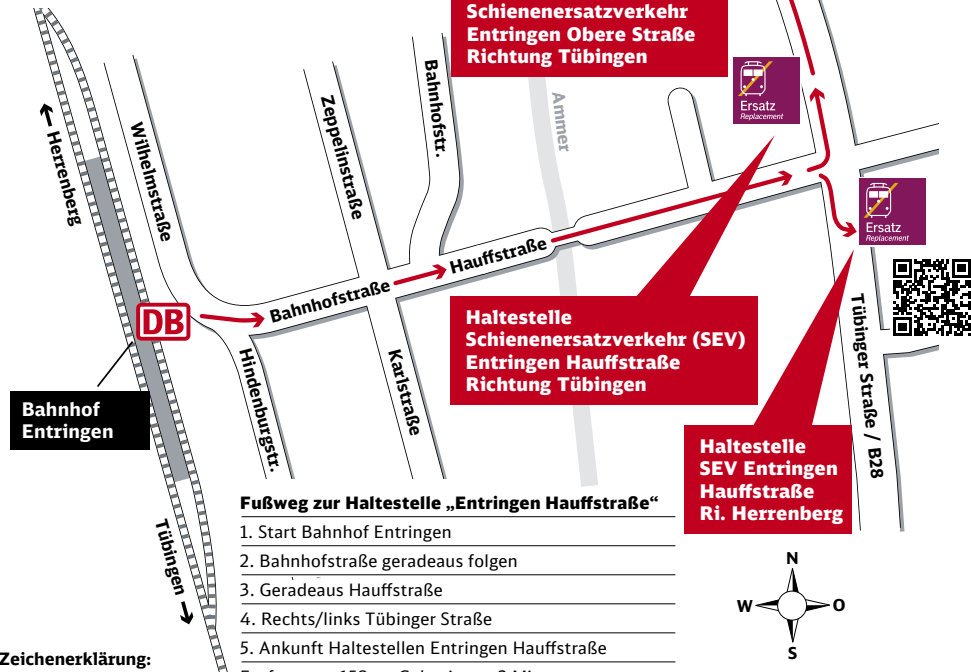 Schienenersatzverkehr
Entringen Obere Straße
Richtung Tübingen
Ersatz
Replacement
Ammer
Bahnhofstr.
Zeppelinstraße
Wilhelmstraße
← Herrenberg
Ersatz
Replacement
Hauffstraße
Bahnhofstraße
DB
Haltestelle
Schienenersatzverkehr (SEV)
Entringen Hauffstraße
Richtung Tübingen
Tübinger Straße / B28
Karlstraße
Hindenburgstr.
Bahnhof
Entringen
Haltestelle
SEV Entringen
Hauffstraße
Ri. Herrenberg
Tübingen →
Fußweg zur Haltestelle „Entringen Hauffstraße“
1. Start Bahnhof Entringen
2. Bahnhofstraße geradeaus folgen
3. Geradeaus Hauffstraße
4. Rechts/links Tübinger Straße
5. Ankunft Haltestellen Entringen Hauffstraße
N
W
O
S
Zeichenerklärung: